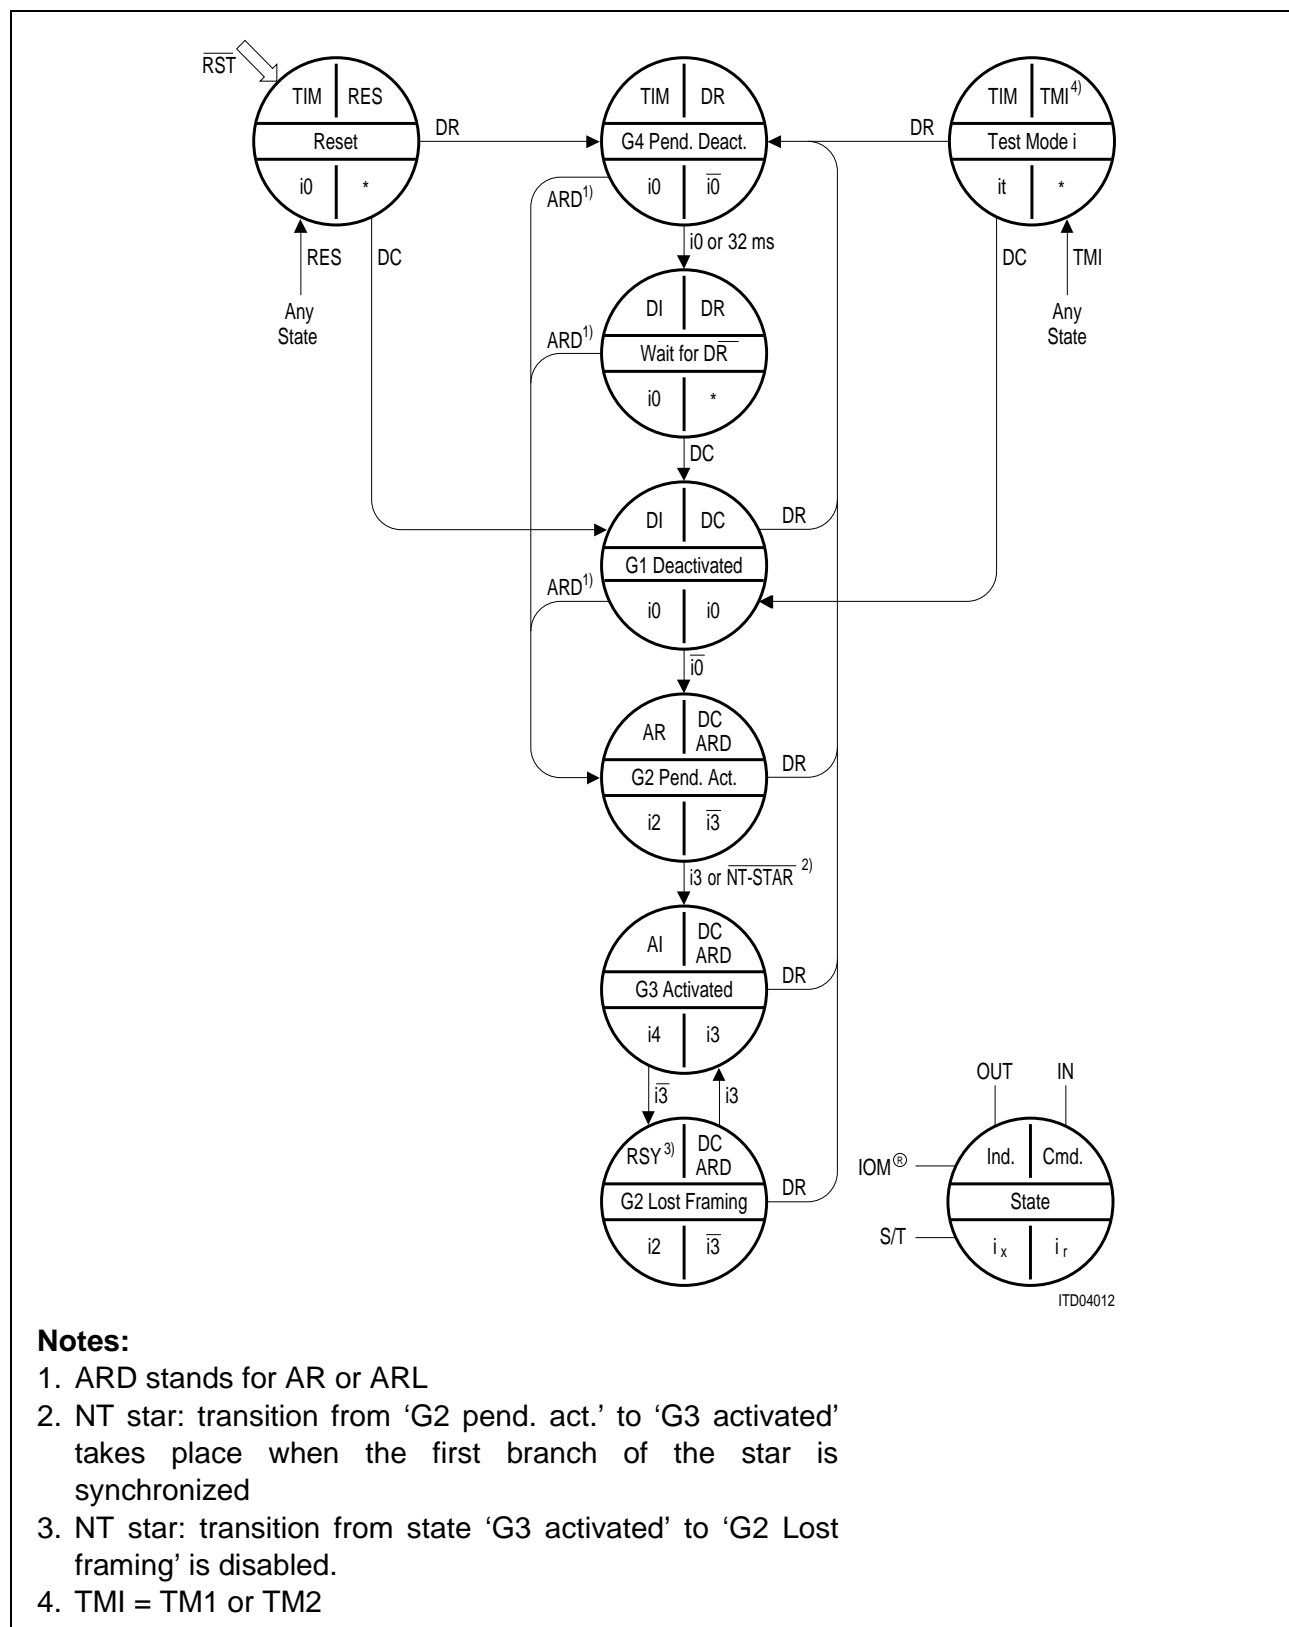 RST
TIM RES
Reset
i0 *
DR
TIM DR
G4 Pend. Deact.
i0 i0
DR
TIM TMI4)
Test Mode i
it *
ARD1)
RES DC
Any
State
i0 or 32 ms
DC TMI
Any
State
DI DR
Wait for DR
i0 *
ARD1)
DC
DI DC
G1 Deactivated
i0 i0
DR
ARD1)
i0
AR DC
ARD
G2 Pend. Act.
i2 i3
DR
i3 or NT-STAR 2)
AI DC
ARD
G3 Activated
i4 i3
DR
i3 i3
RSY3) DC
ARD
G2 Lost Framing
i2 i3
DR
OUT IN
IOM®
Ind. Cmd.
State
S/T
ix ir
ITD04012
Notes:
1. ARD stands for AR or ARL
2. NT star: transition from ‘G2 pend. act.’ to ‘G3 activated’
takes place when the first branch of the star is
synchronized
3. NT star: transition from state ‘G3 activated’ to ‘G2 Lost
framing’ is disabled.
4. TMI = TM1 or TM2